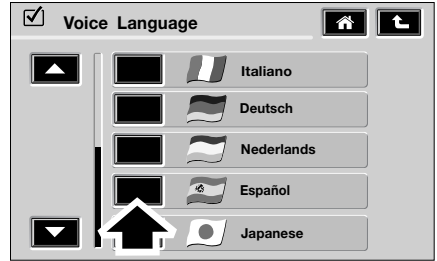 Voice Language
Italiano
Deutsch
Nederlands
Español
Japanese